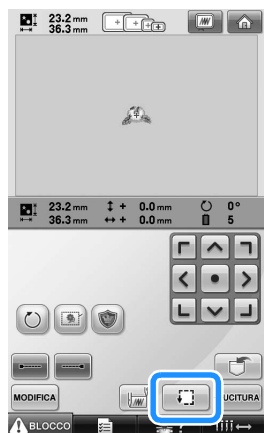 23.2 mm
36.3 mm
23.2 mm + 0.0 mm 0°
36.3 mm + 0.0 mm 5
MODIFICA UCITURA
BLOCCO ?